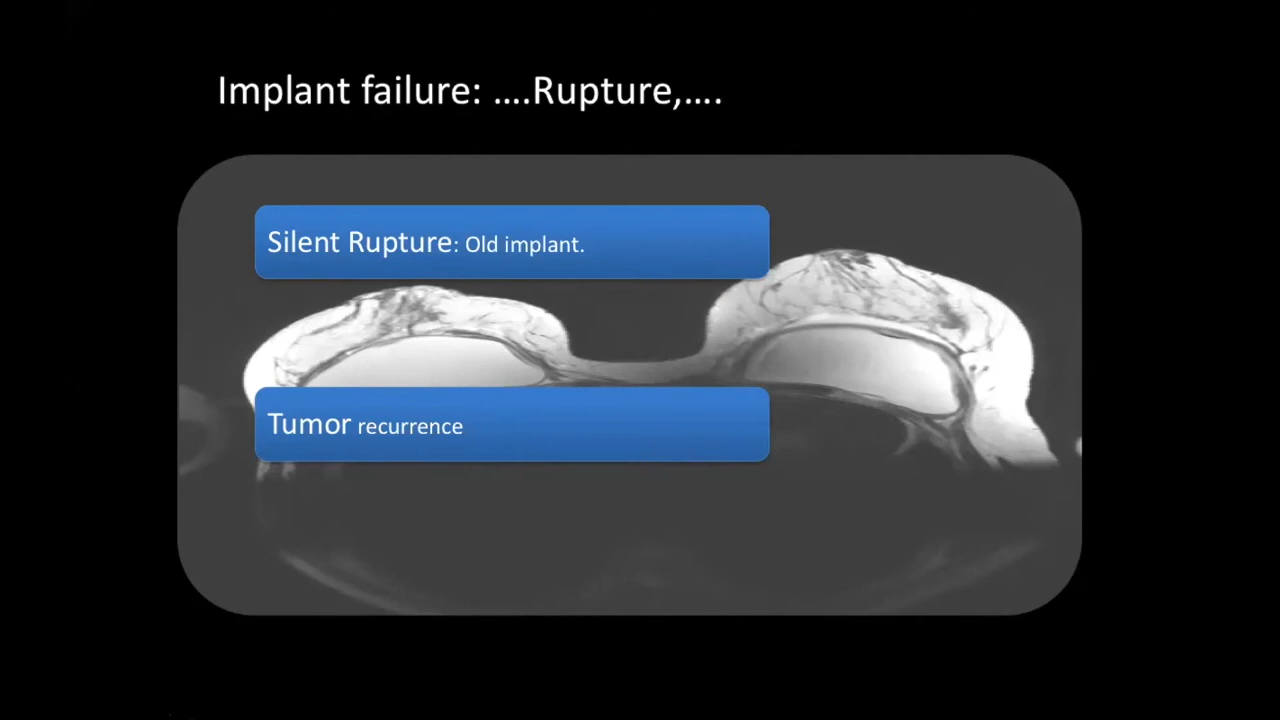 Implant failure: ....Rupture,....
Silent Rupture: Old implant.
Tumor recurrence